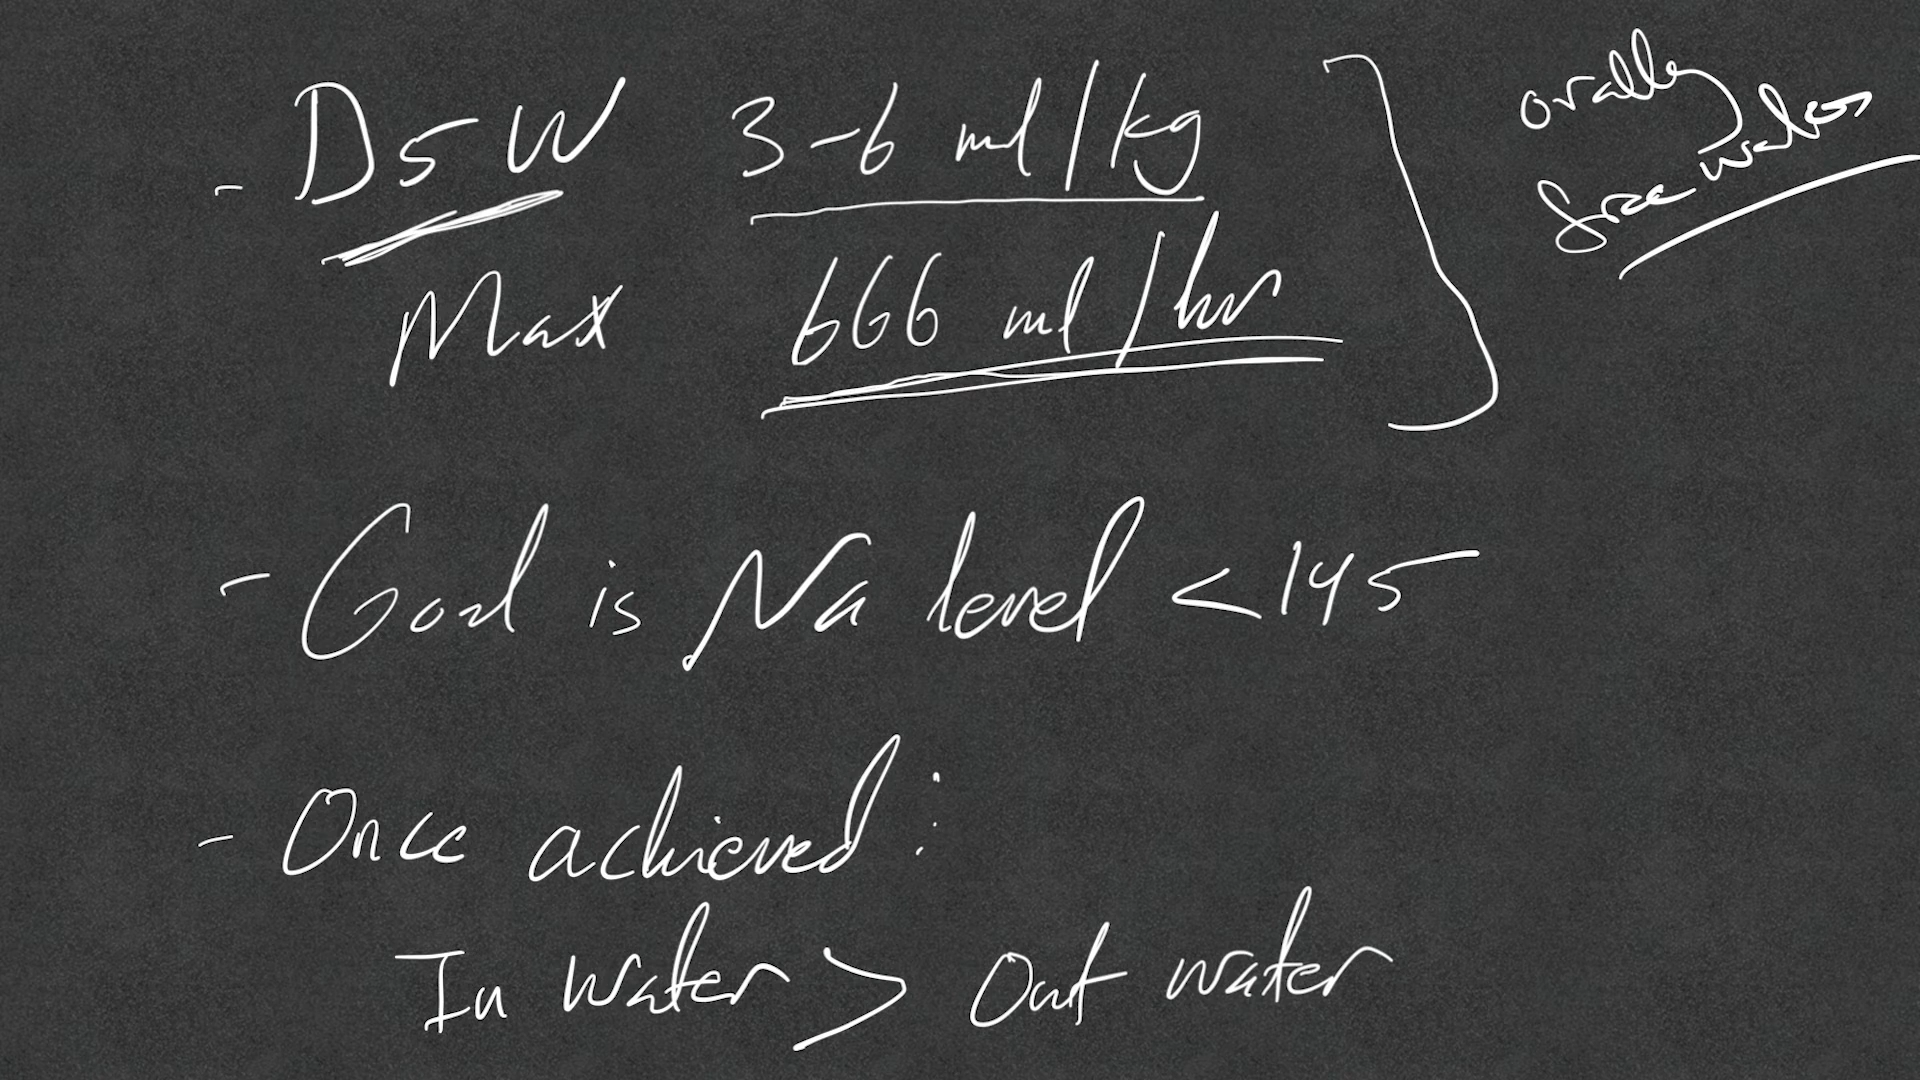 - D5W 3-6 ml/kg
Max 666 ml/hr
orally
free water
- Goal is Na level < 145
- Once achieved :
In water > Out water